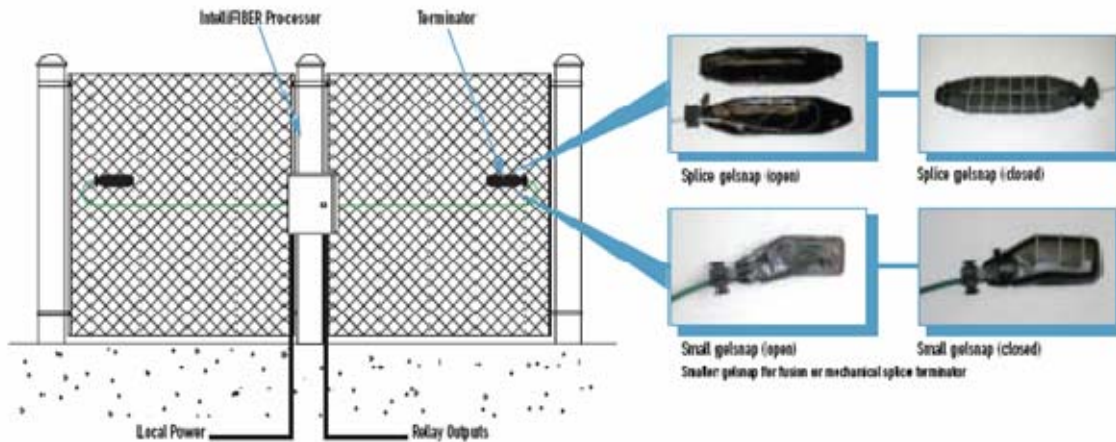 IntelliFIBER Processor
Terminator
Splice gelsnap (open)
Splice gelsnap (closed)
Small gelsnap (open)
Small gelsnap (closed)
Smaller gelsnap for fusion or mechanical splice terminator
Local Power
Relay Outputs